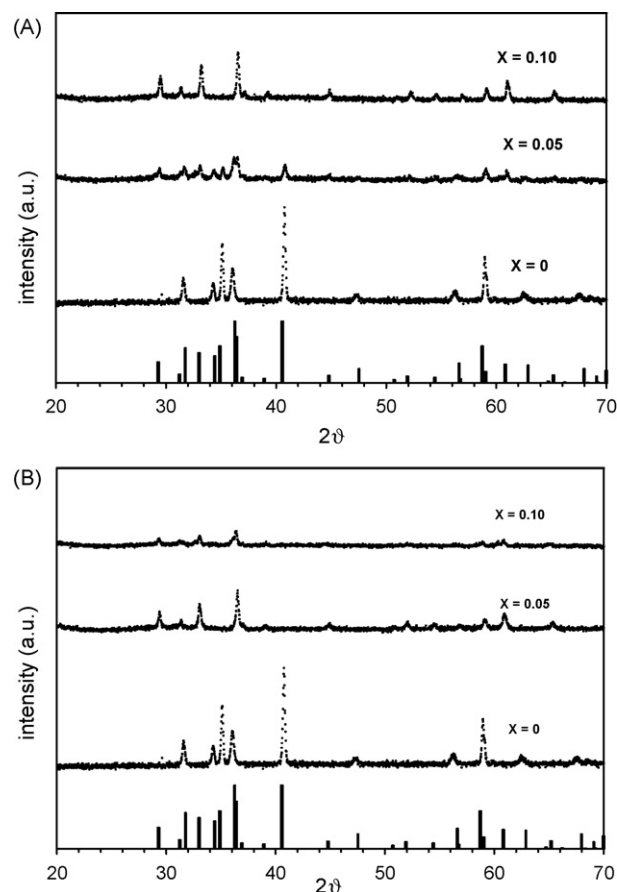 (A)
X = 0.10
X = 0.05
X = 0
intensity (a.u.)
20 30 40 50 60 70
2ϑ
(B)
X = 0.10
X = 0.05
X = 0
intensity (a.u.)
20 30 40 50 60 70
2ϑ